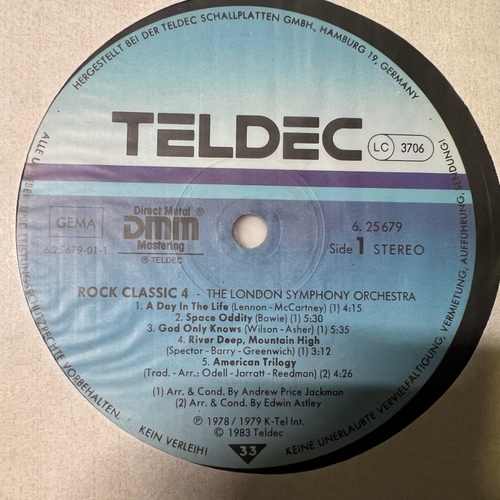 HERGESTELLT BEI DER TELDEC SCHALLPLATTEN GMBH., HAMBURG 19, GERMANY
TELDEC
LC 3706
GEMA
Direct Metal ®
DMM
Mastering
6.25679-01-1
℗-TELDEC
6. 25679
Side 1 STEREO
ROCK CLASSIC 4 - THE LONDON SYMPHONY ORCHESTRA
1. A Day In The Life (Lennon - McCartney) (1) 4:15
2. Space Oddity (Bowie) (1) 5:30
3. God Only Knows (Wilson - Asher) (1) 5:35
4. River Deep, Mountain High
(Spector - Barry - Greenwich) (1) 3:12
5. American Trilogy
(Trad. - Arr.: Odell - Jarratt - Reedman) (2) 4:26
(1) Arr. & Cond. By Andrew Price Jackman
(2) Arr. & Cond. By Edwin Astley
℗ 1978 / 1979 K-Tel Int.
© 1983 Teldec
33
VORBEHALTEN.
KEIN VERLEIH!
KEINE UNERLAUBTE VERVIELFÄLTIGUNG, VERMIETUNG, AUFFÜHRUNG,